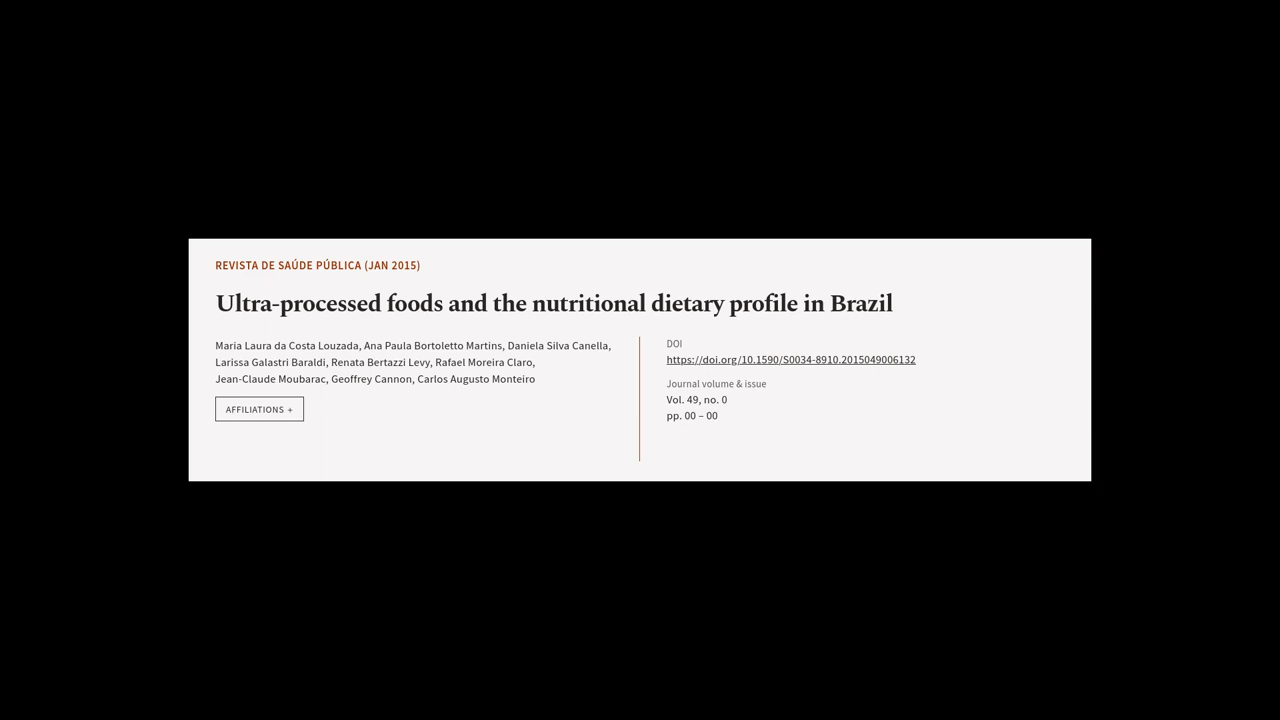 REVISTA DE SAÚDE PÚBLICA (JAN 2015)
Ultra-processed foods and the nutritional dietary profile in Brazil
Maria Laura da Costa Louzada, Ana Paula Bortoletto Martins, Daniela Silva Canella,
Larissa Galastri Baraldi, Renata Bertazzi Levy, Rafael Moreira Claro,
Jean-Claude Moubarac, Geoffrey Cannon, Carlos Augusto Monteiro
AFFILIATIONS +
DOI
https://doi.org/10.1590/S0034-8910.2015049006132
Journal volume & issue
Vol. 49, no. 0
pp. 00 – 00